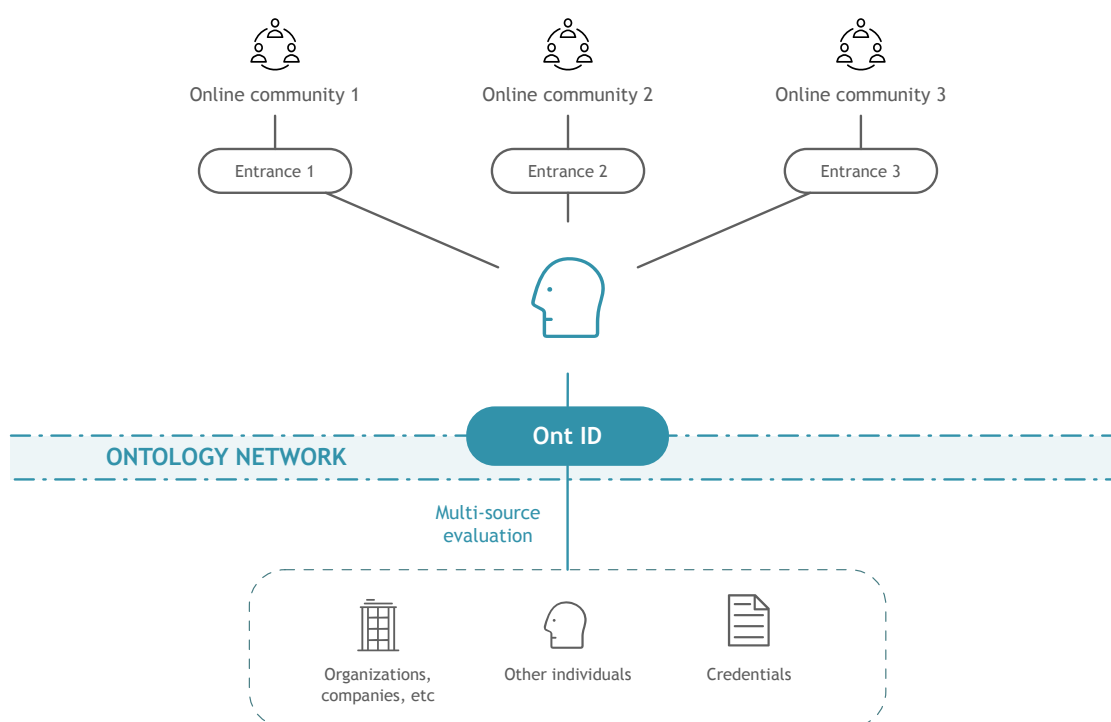 Online community 1
Online community 2
Online community 3
Entrance 1
Entrance 2
Entrance 3
Ont ID
ONTOLOGY NETWORK
Multi-source
evaluation
Organizations,
companies, etc
Other individuals
Credentials